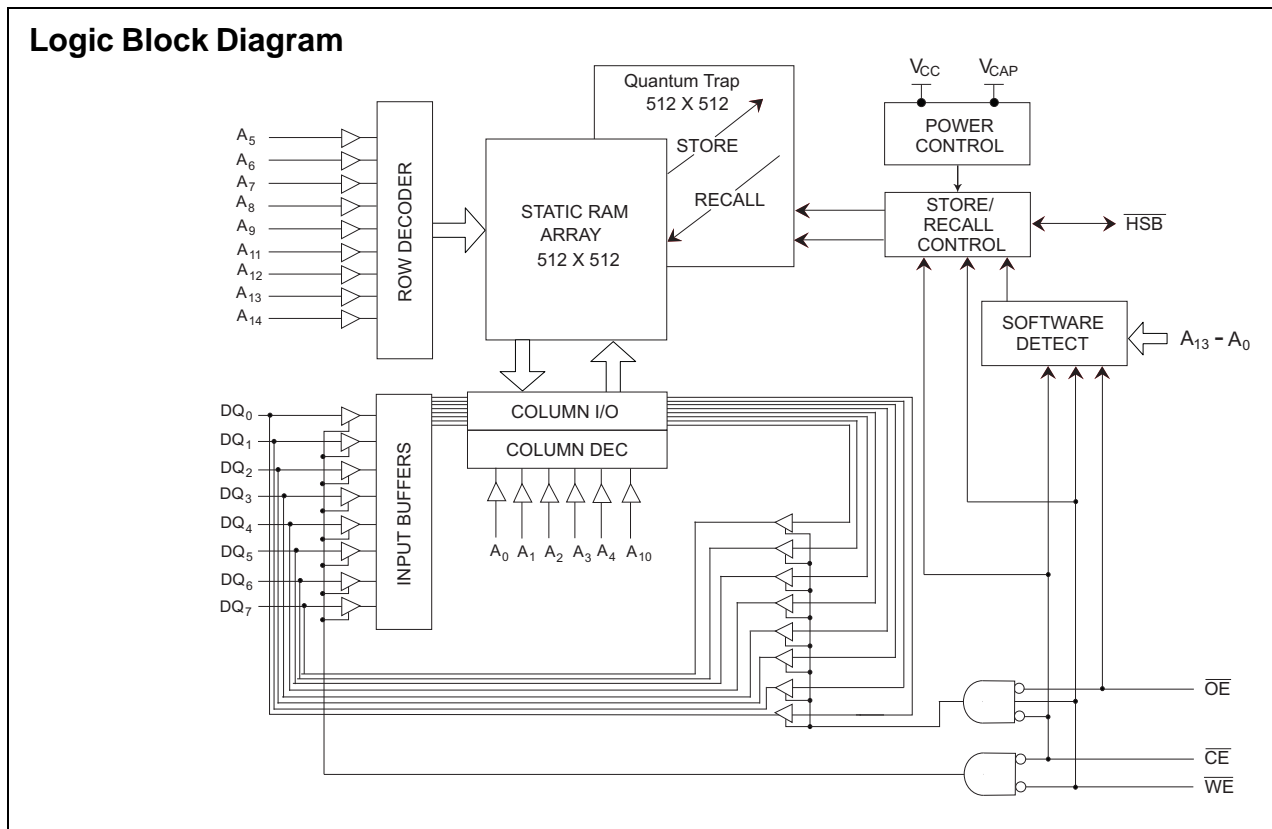 Logic Block Diagram
A5
A6
A7
A8
A9
A11
A12
A13
A14
ROW DECODER
Quantum Trap
512 X 512
STORE
RECALL
STATIC RAM
ARRAY
512 X 512
VCC
VCAP
POWER
CONTROL
STORE/
RECALL
CONTROL
HSB
SOFTWARE
DETECT
A13 - A0
DQ0
DQ1
DQ2
DQ3
DQ4
DQ5
DQ6
DQ7
INPUT BUFFERS
COLUMN I/O
COLUMN DEC
A0
A1
A2
A3
A4
A10
OE
CE
WE